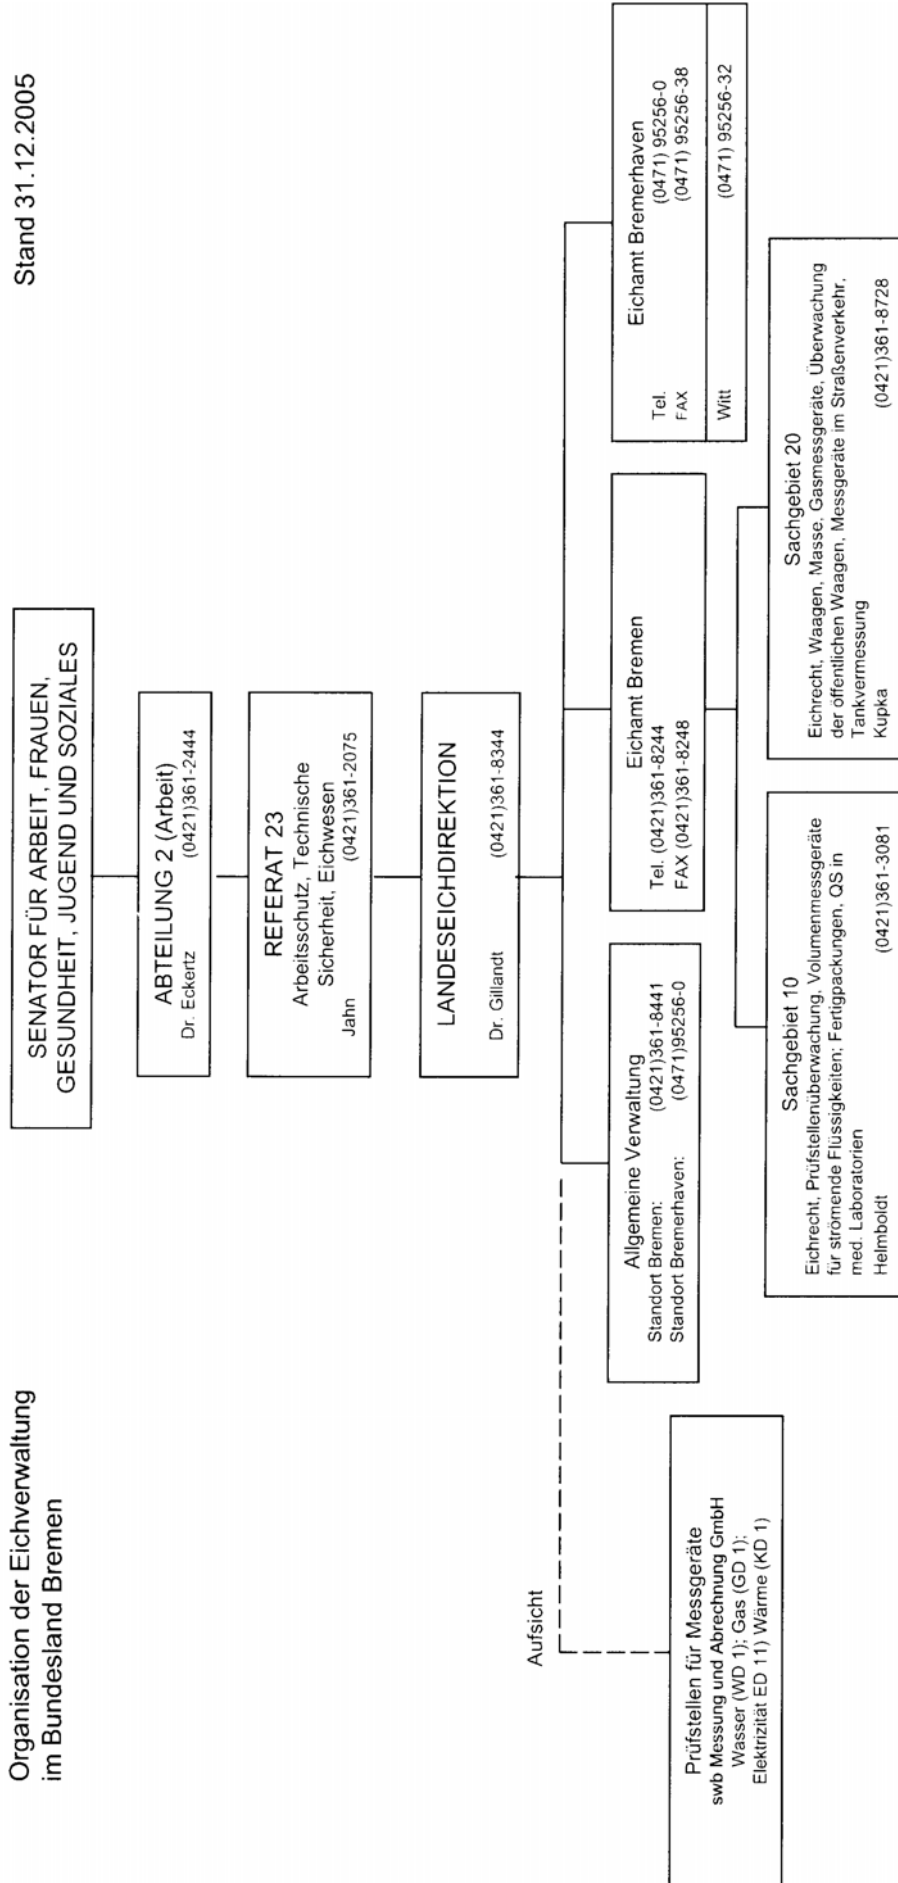 Organisation der Eichverwaltung
im Bundesland Bremen
Stand 31.12.2005
SENATOR FÜR ARBEIT, FRAUEN,
GESUNDHEIT, JUGEND UND SOZIALES
ABTEILUNG 2 (Arbeit)
Dr. Eckertz (0421)361-2444
REFERAT 23
Arbeitsschutz, Technische
Sicherheit, Eichwesen
Jahn (0421)361-2075
LANDESEICHDIREKTION
Dr. Gillandt (0421)361-8344
Aufsicht
Prüfstellen für Messgeräte
swb Messung und Abrechnung GmbH
Wasser (WD 1); Gas (GD 1);
Elektrizität ED 11) Wärme (KD 1)
Allgemeine Verwaltung
Standort Bremen: (0421)361-8441
Standort Bremerhaven: (0471)95256-0
Eichamt Bremen
Tel. (0421)361-8244
FAX (0421)361-8248
Eichamt Bremerhaven
Tel. (0471) 95256-0
FAX (0471) 95256-38
Witt (0471) 95256-32
Sachgebiet 10
Eichrecht, Prüfstellenüberwachung, Volumenmessgeräte
für strömende Flüssigkeiten; Fertigpackungen, QS in
med. Laboratorien
Helmboldt (0421)361-3081
Sachgebiet 20
Eichrecht, Waagen, Masse, Gasmessgeräte, Überwachung
der öffentlichen Waagen, Messgeräte im Straßenverkehr,
Tankvermessung
Kupka (0421)361-8728